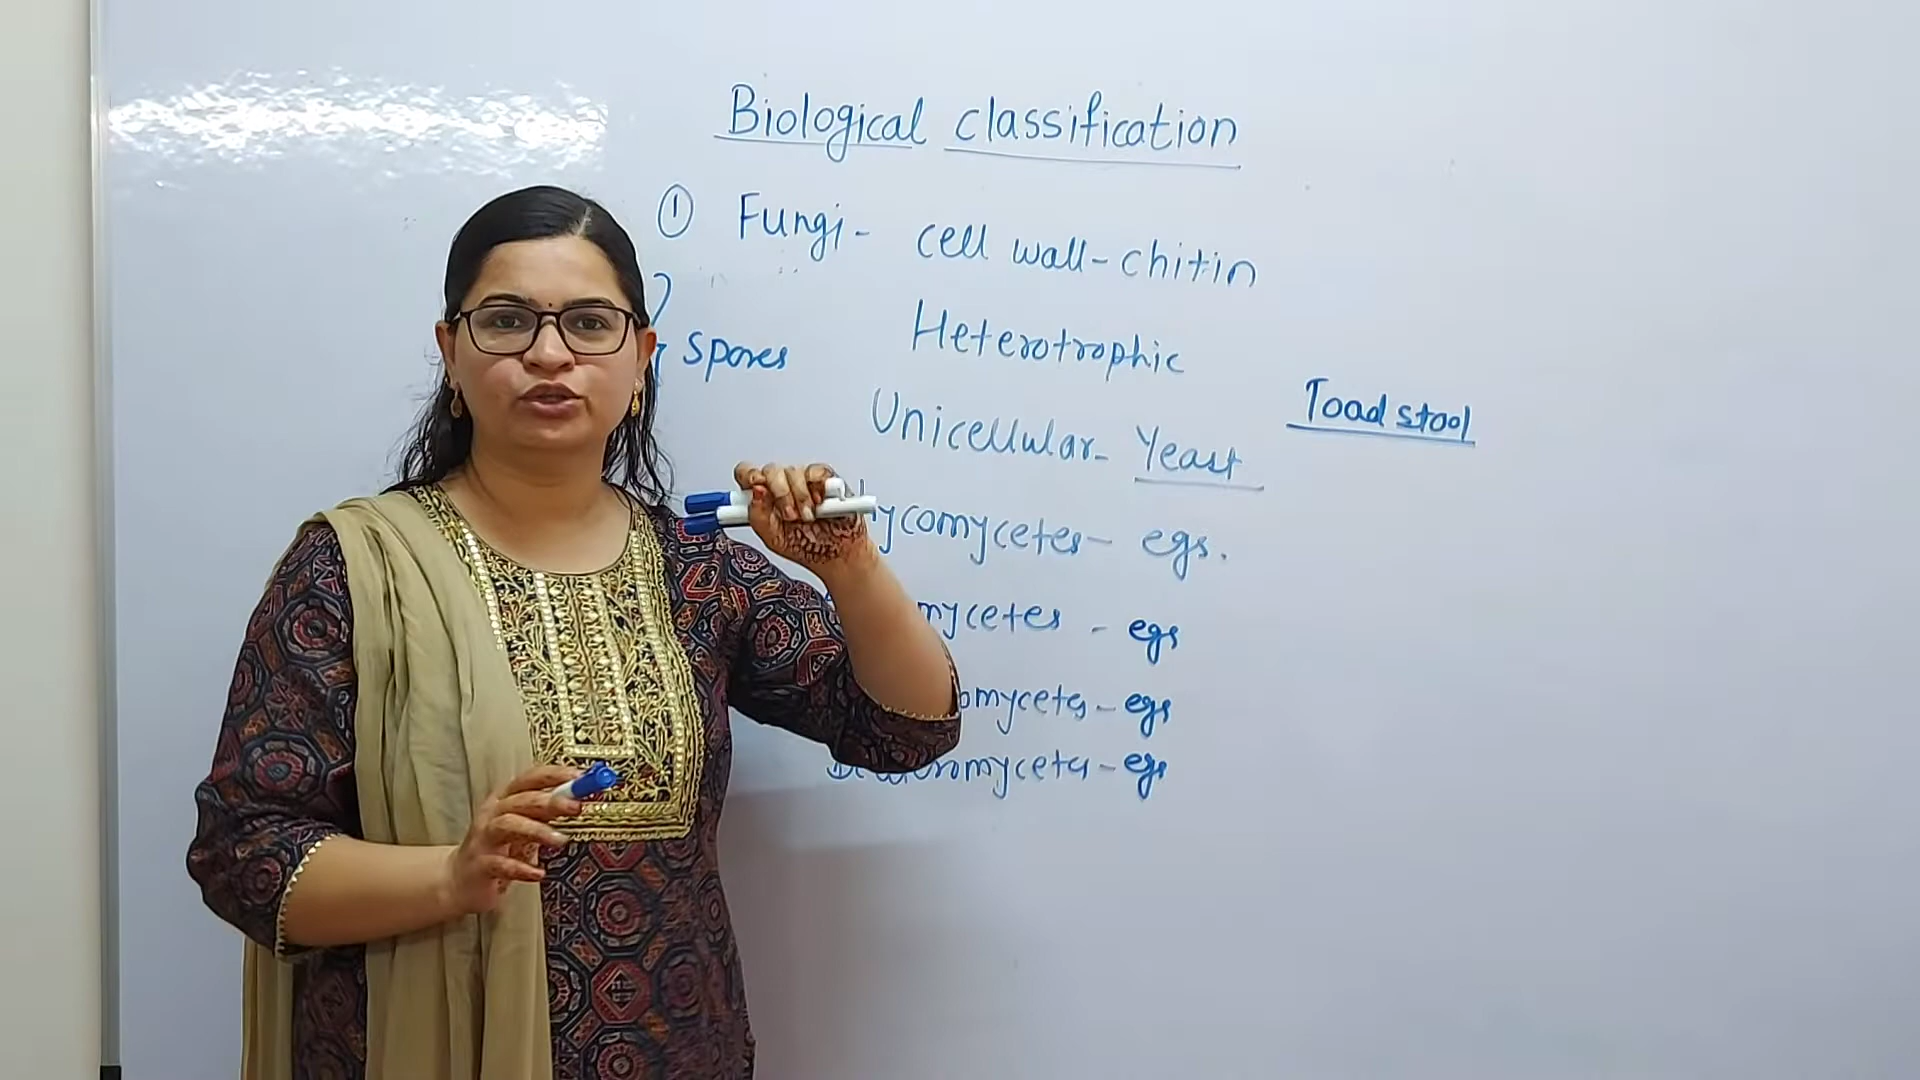 Biological classification
① Fungi - cell wall - chitin
Heterotrophic
Spores
Unicellular - Yeast
Toad stool
ycomycetes - egs.
mycetes - egs
omycetes - egs
omycetes - egs